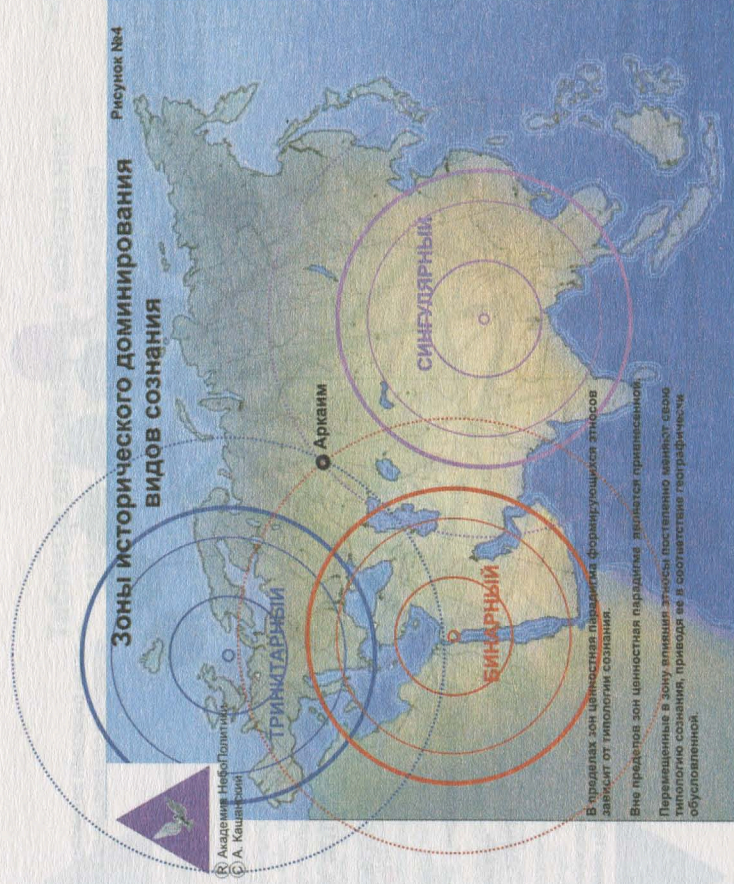 Рисунок №4
Зоны исторического доминирования
видов сознания
Аркаим
ТРИНИТАРНЫЙ
БИНАРНЫЙ
СИНГУЛЯРНЫЙ
® Академия НебоПолитики
© А. Кашанский
В пределах зон ценностная парадигма формирующихся этносов
зависит от типологии сознания.
Вне пределов зон ценностная парадигма является привнесенной.
Перемещенные в зону влияния этносы постепенно меняют свою
типологию сознания, приводя ее в соответствие географически
обусловленной.